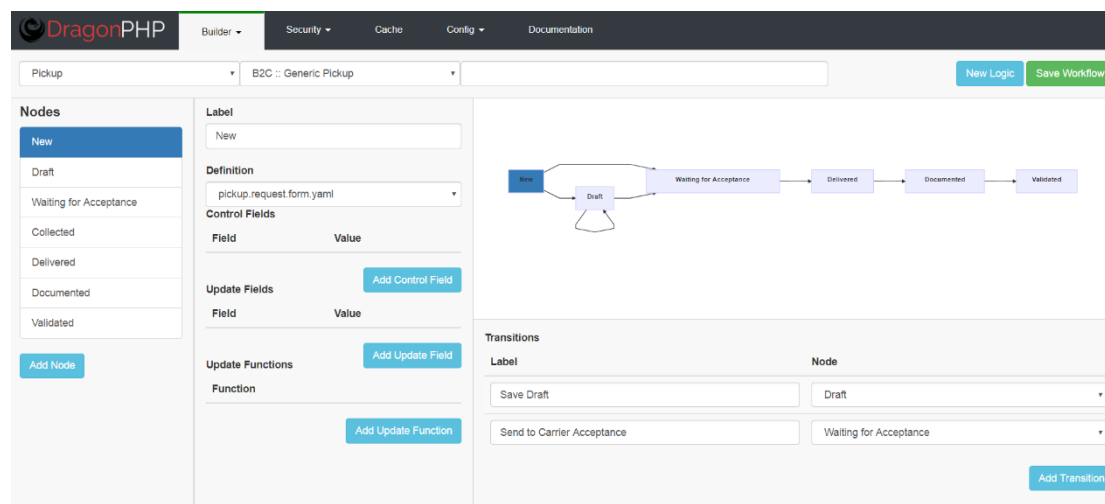 DragonPHP
Builder
Security
Cache
Config
Documentation
Pickup
B2C :: Generic Pickup
New Logic
Save Workflow
Nodes
New
Draft
Waiting for Acceptance
Collected
Delivered
Documented
Validated
Add Node
Label
New
Definition
pickup.request.form.yaml
Control Fields
Field Value
Add Control Field
Update Fields
Field Value
Add Update Field
Update Functions
Function
Add Update Function
New
Draft
Waiting for Acceptance
Delivered
Documented
Validated
Transitions
Label Node
Save Draft Draft
Send to Carrier Acceptance Waiting for Acceptance
Add Transition